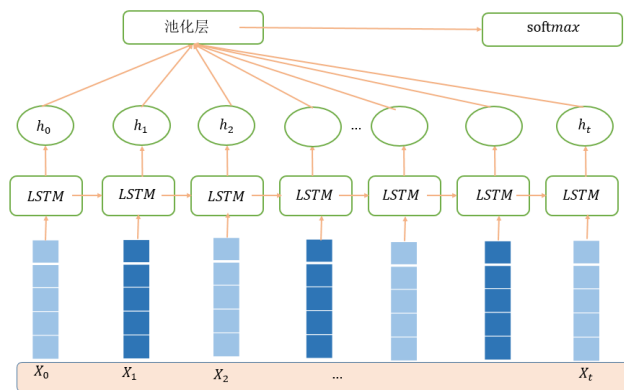 池化层
softmax
h₀
h₁
h₂
...
hₜ
LSTM
LSTM
LSTM
LSTM
LSTM
LSTM
LSTM
X₀
X₁
X₂
...
Xₜ